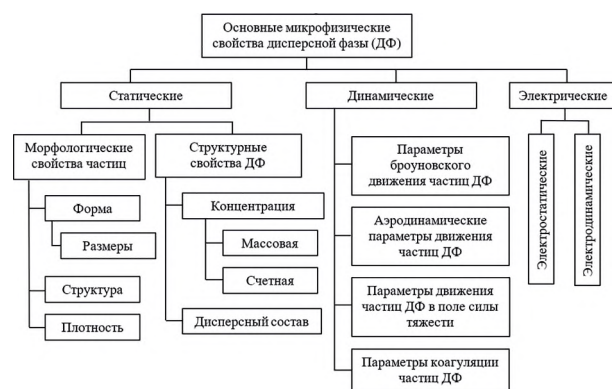 Основные микрофизические
свойства дисперсной фазы (ДФ)
Статические
Динамические
Электрические
Морфологические
свойства частиц
Структурные
свойства ДФ
Форма
Размеры
Структура
Плотность
Концентрация
Массовая
Счетная
Дисперсный состав
Параметры
броуновского
движения частиц ДФ
Аэродинамические
параметры движения
частиц ДФ
Параметры движения
частиц ДФ в поле силы
тяжести
Параметры коагуляции
частиц ДФ
Электростатические
Электродинамические